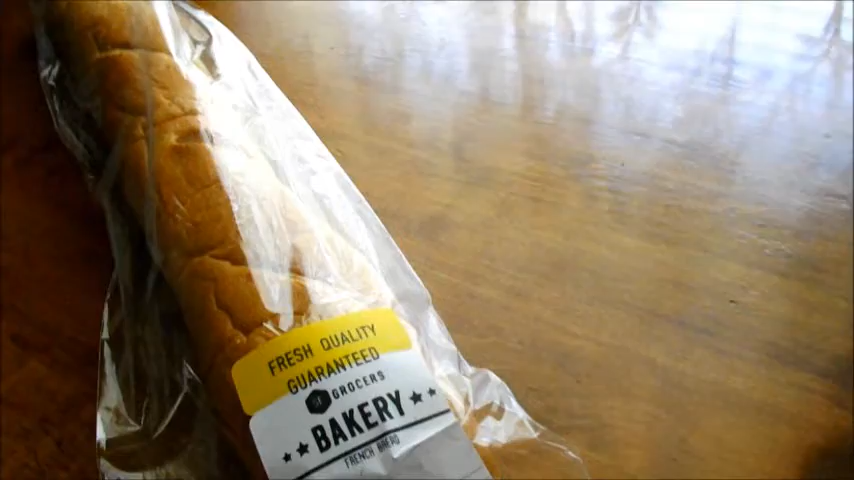 FRESH QUALITY
GUARANTEED
GROCERS
BAKERY
FRENCH BREAD